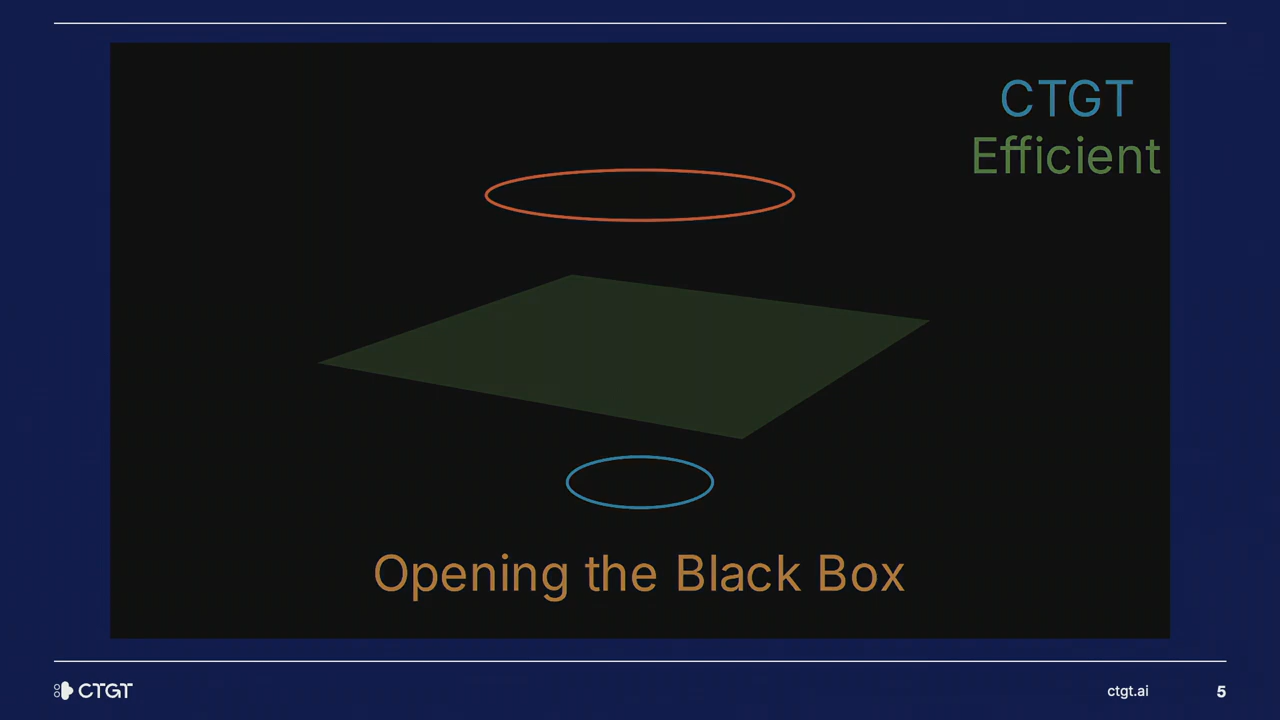 CTGT
Efficient
Opening the Black Box
CTGT
ctgt.ai
5